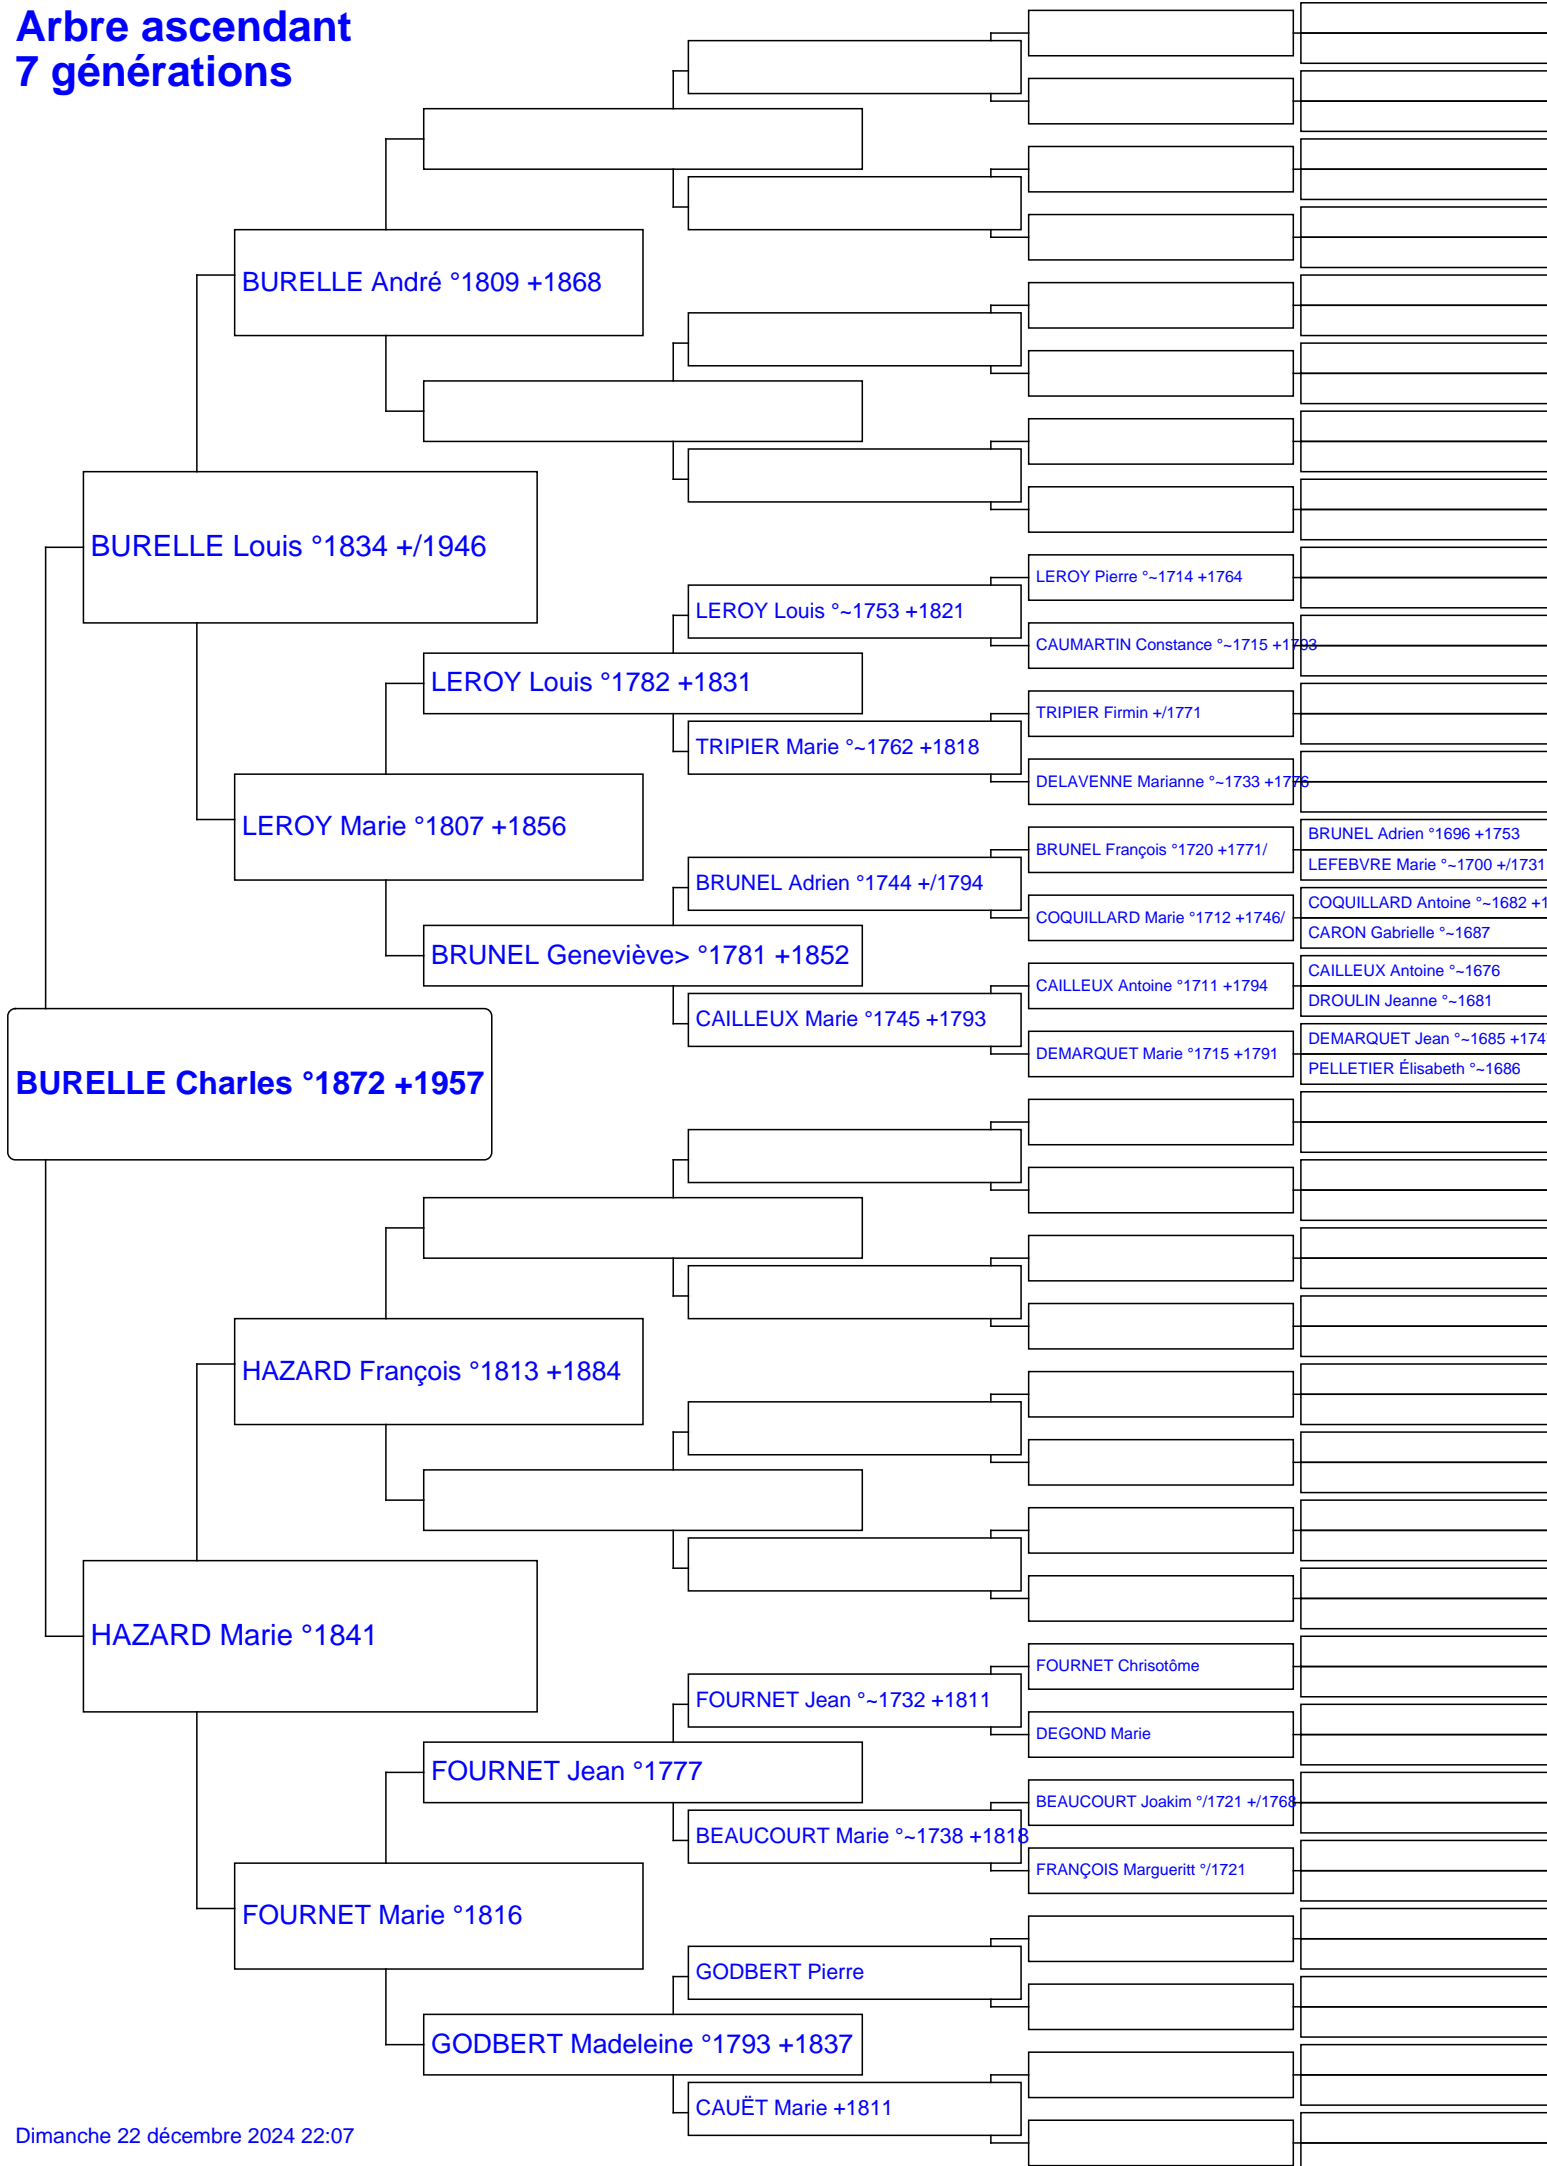 Arbre ascendant
7 générations
BURELLE André °1809 +1868
BURELLE Louis °1834 +/1946
LEROY Pierre °~1714 +1764
LEROY Louis °~1753 +1821
CAUMARTIN Constance °~1715 +1793
LEROY Louis °1782 +1831
TRIPIER Firmin +/1771
TRIPIER Marie °~1762 +1818
DELAVENNE Marianne °~1733 +1776
LEROY Marie °1807 +1856
BRUNEL Adrien °1696 +1753
BRUNEL François °1720 +1771/
LEFEBVRE Marie °~1700 +/1731
BRUNEL Adrien °1744 +/1794
COQUILLARD Antoine °~1682 +1
COQUILLARD Marie °1712 +1746/
CARON Gabrielle °~1687
BRUNEL Geneviève> °1781 +1852
CAILLEUX Antoine °~1676
CAILLEUX Antoine °1711 +1794
DROULIN Jeanne °~1681
CAILLEUX Marie °1745 +1793
DEMARQUET Jean °~1685 +174
DEMARQUET Marie °1715 +1791
PELLETIER Élisabeth °~1686
BURELLE Charles °1872 +1957
HAZARD François °1813 +1884
HAZARD Marie °1841
FOURNET Chrisotôme
FOURNET Jean °~1732 +1811
DEGOND Marie
FOURNET Jean °1777
BEAUCOURT Joakim °/1721 +/1768
BEAUCOURT Marie °~1738 +1818
FRANÇOIS Margueritt °/1721
FOURNET Marie °1816
GODBERT Pierre
GODBERT Madeleine °1793 +1837
CAUËT Marie +1811
Dimanche 22 décembre 2024 22:07